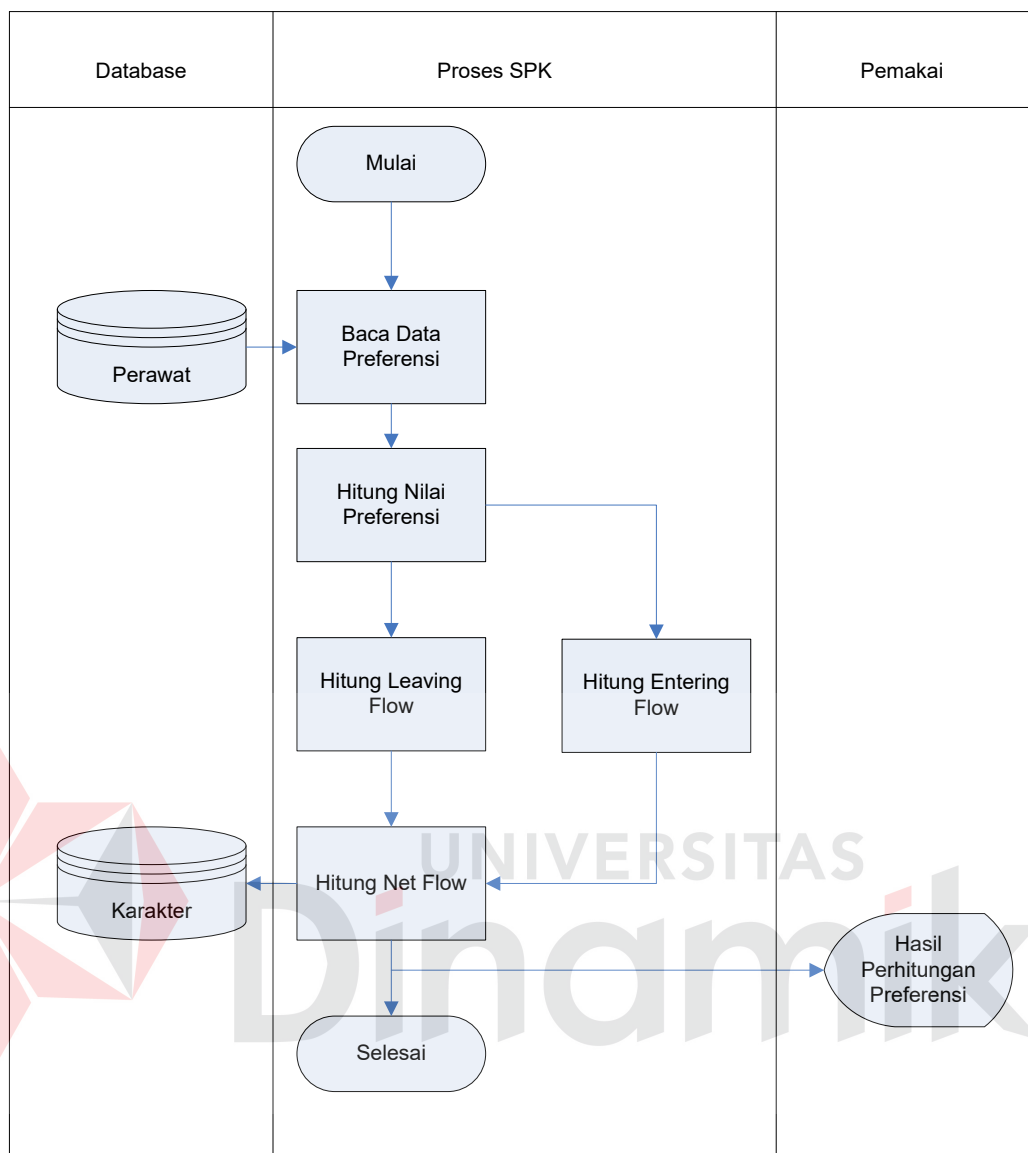 Database
Proses SPK
Pemakai
Mulai
Perawat
Baca Data
Preferensi
Hitung Nilai
Preferensi
Hitung Leaving
Flow
Hitung Entering
Flow
Karakter
Hitung Net Flow
UNIVERSITAS
Dinamik
Hasil
Perhitungan
Preferensi
Selesai